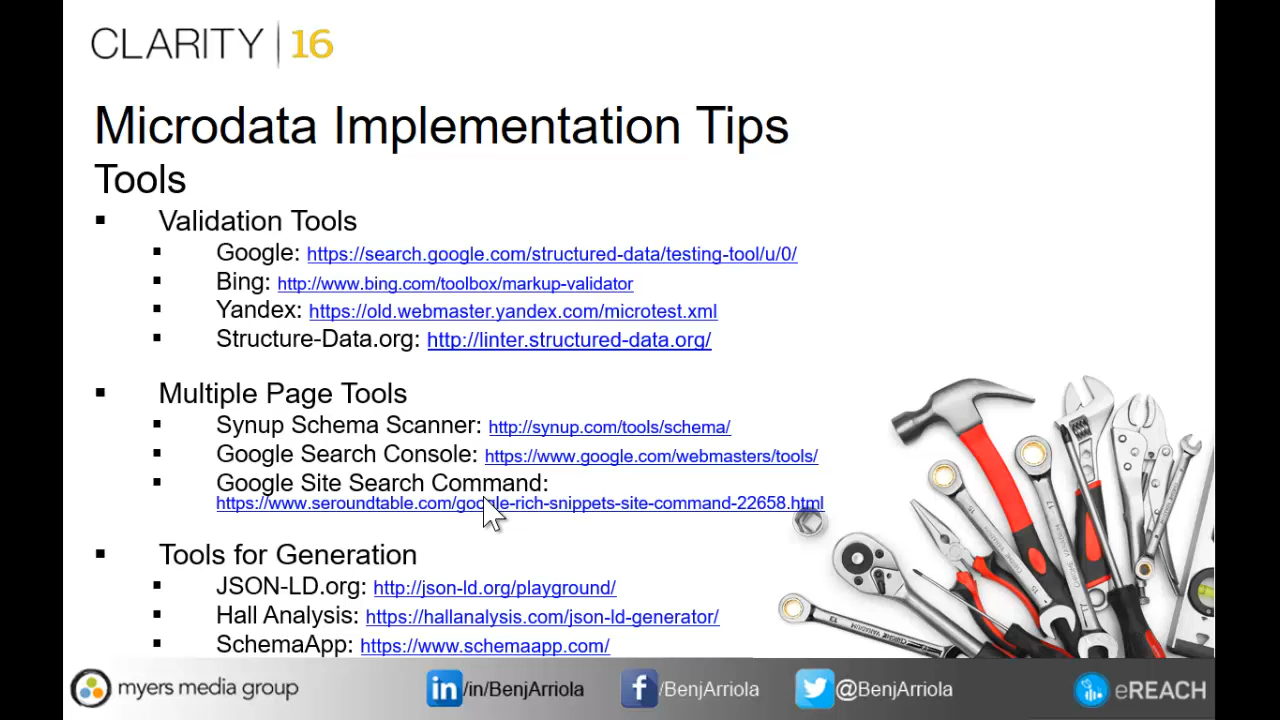 CLARITY | 16
Microdata Implementation Tips
Tools
▪ Validation Tools
▪ Google: https://search.google.com/structured-data/testing-tool/u/0/
▪ Bing: http://www.bing.com/toolbox/markup-validator
▪ Yandex: https://old.webmaster.yandex.com/microtest.xml
▪ Structure-Data.org: http://linter.structured-data.org/
▪ Multiple Page Tools
▪ Synup Schema Scanner: http://synup.com/tools/schema/
▪ Google Search Console: https://www.google.com/webmasters/tools/
▪ Google Site Search Command:
https://www.seroundtable.com/google-rich-snippets-site-command-22658.html
▪ Tools for Generation
▪ JSON-LD.org: http://json-ld.org/playground/
▪ Hall Analysis: https://hallanalysis.com/json-ld-generator/
▪ SchemaApp: https://www.schemaapp.com/
myers media group in/in/BenjArriola f/BenjArriola @BenjArriola eREACH